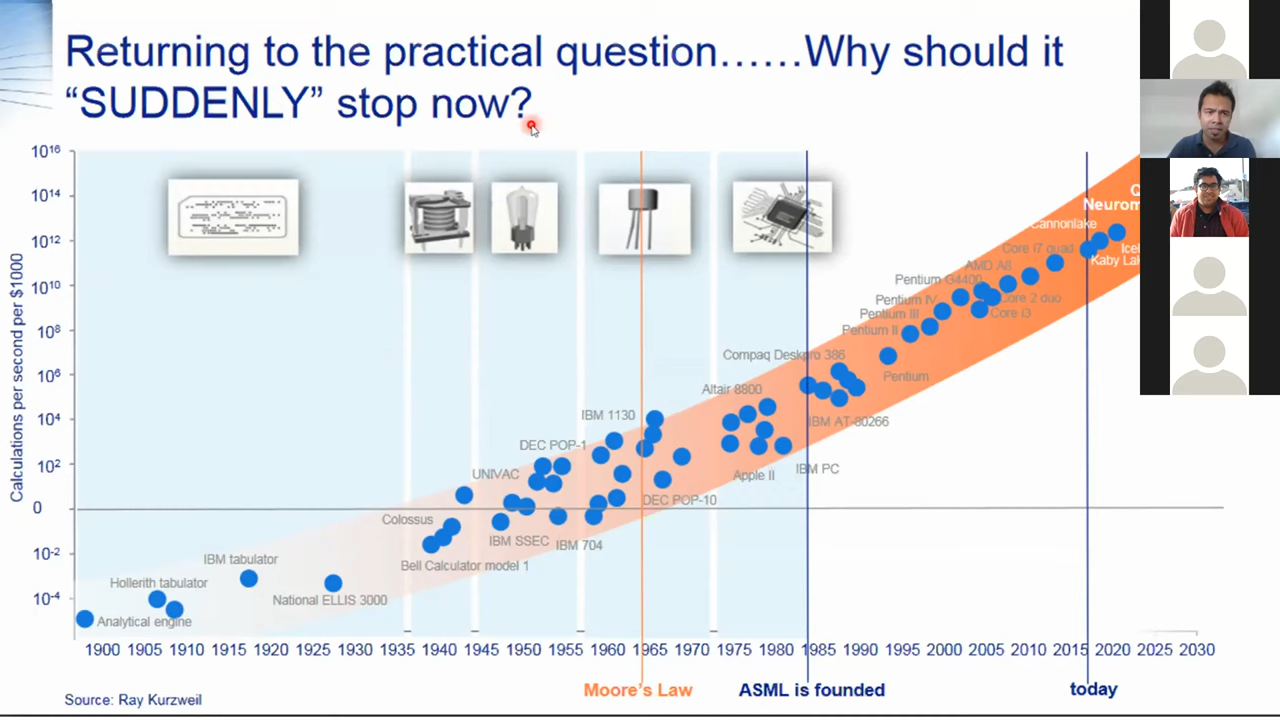 Returning to the practical question……Why should it
“SUDDENLY” stop now?
10^16
10^14
10^12
10^10
10^8
10^6
10^4
10^2
0
10^-2
10^-4
Calculations per second per $1000
Cannonlake
Neurom
Core i7 quad
Icel
Kaby Lak
AMD A8
Pentium G4400
Core 2 duo
Pentium IV
Pentium III
Core i3
Pentium II
Compaq Deskpro 386
Pentium
Altair 8800
IBM 1130
IBM AT-80266
DEC POP-1
IBM PC
UNIVAC
Apple II
DEC POP-10
Colossus
IBM SSEC
IBM 704
IBM tabulator
Bell Calculator model 1
Hollerith tabulator
National ELLIS 3000
Analytical engine
1900 1905 1910 1915 1920 1925 1930 1935 1940 1945 1950 1955 1960 1965 1970 1975 1980 1985 1990 1995 2000 2005 2010 2015 2020 2025 2030
Moore’s Law
ASML is founded
today
Source: Ray Kurzweil